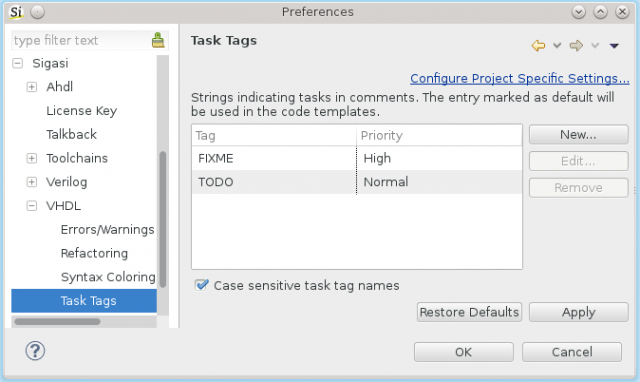 Si
Preferences
type filter text
Sigasi
Ahdl
License Key
Talkback
Toolchains
Verilog
VHDL
Errors/Warnings
Refactoring
Syntax Coloring
Task Tags
Task Tags
Configure Project Specific Settings...
Strings indicating tasks in comments. The entry marked as default will
be used in the code templates.
Tag Priority
FIXME High
TODO Normal
New...
Edit...
Remove
Case sensitive task tag names
Restore Defaults Apply
? OK Cancel